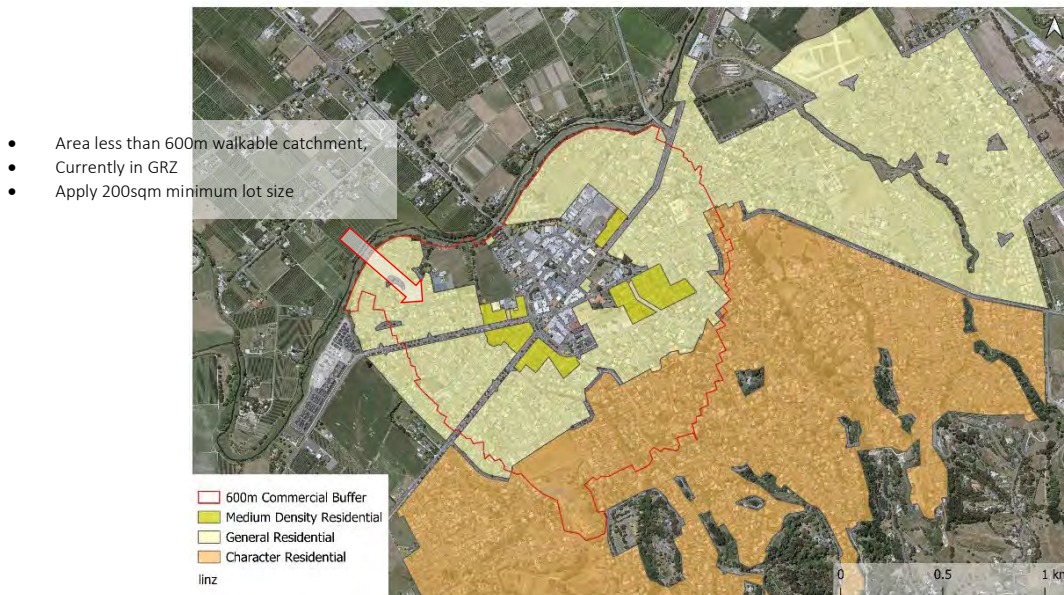 • Area less than 600m walkable catchment,
• Currently in GRZ
• Apply 200sqm minimum lot size
600m Commercial Buffer
Medium Density Residential
General Residential
Character Residential
linz
0 0.5 1 km